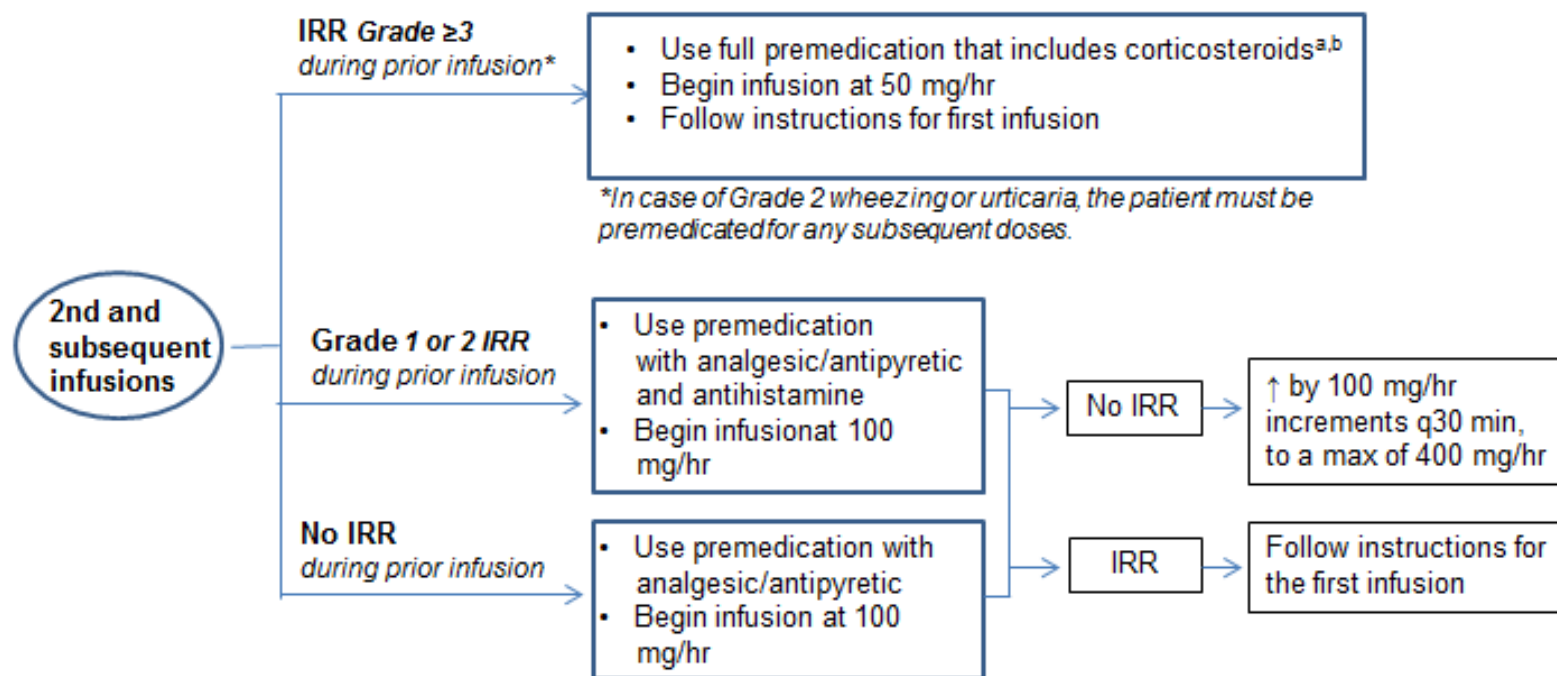 IRR Grade ≥3
during prior infusion*
• Use full premedication that includes corticosteroidsᵃ,ᵇ
• Begin infusion at 50 mg/hr
• Follow instructions for first infusion
*In case of Grade 2 wheezing or urticaria, the patient must be
premedicated for any subsequent doses.
2nd and
subsequent
infusions
Grade 1 or 2 IRR
during prior infusion
• Use premedication
with analgesic/antipyretic
and antihistamine
• Begin infusionat 100
mg/hr
No IRR
↑ by 100 mg/hr
increments q30 min,
to a max of 400 mg/hr
No IRR
during prior infusion
• Use premedication with
analgesic/antipyretic
• Begin infusion at 100
mg/hr
IRR
Follow instructions for
the first infusion